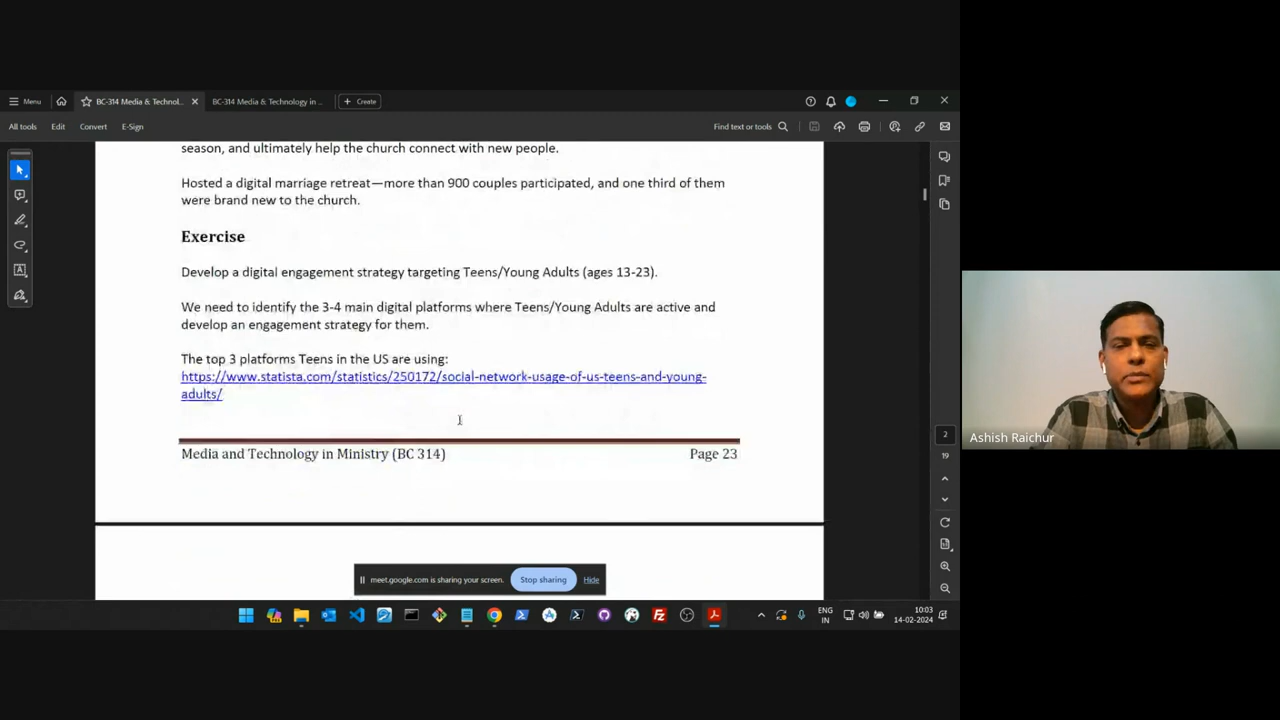 Menu
BC-314 Media & Technol...
BC-314 Media & Technology in ...
Create
All tools
Edit
Convert
E-Sign
Find text or tools
season, and ultimately help the church connect with new people.
Hosted a digital marriage retreat—more than 900 couples participated, and one third of them
were brand new to the church.
Exercise
Develop a digital engagement strategy targeting Teens/Young Adults (ages 13-23).
We need to identify the 3-4 main digital platforms where Teens/Young Adults are active and
develop an engagement strategy for them.
The top 3 platforms Teens in the US are using:
https://www.statista.com/statistics/250172/social-network-usage-of-us-teens-and-young-
adults/
Media and Technology in Ministry (BC 314) Page 23
2
19
meet.google.com is sharing your screen.
Stop sharing
Hide
ENG
IN
10:03
14-02-2024
Ashish Raichur